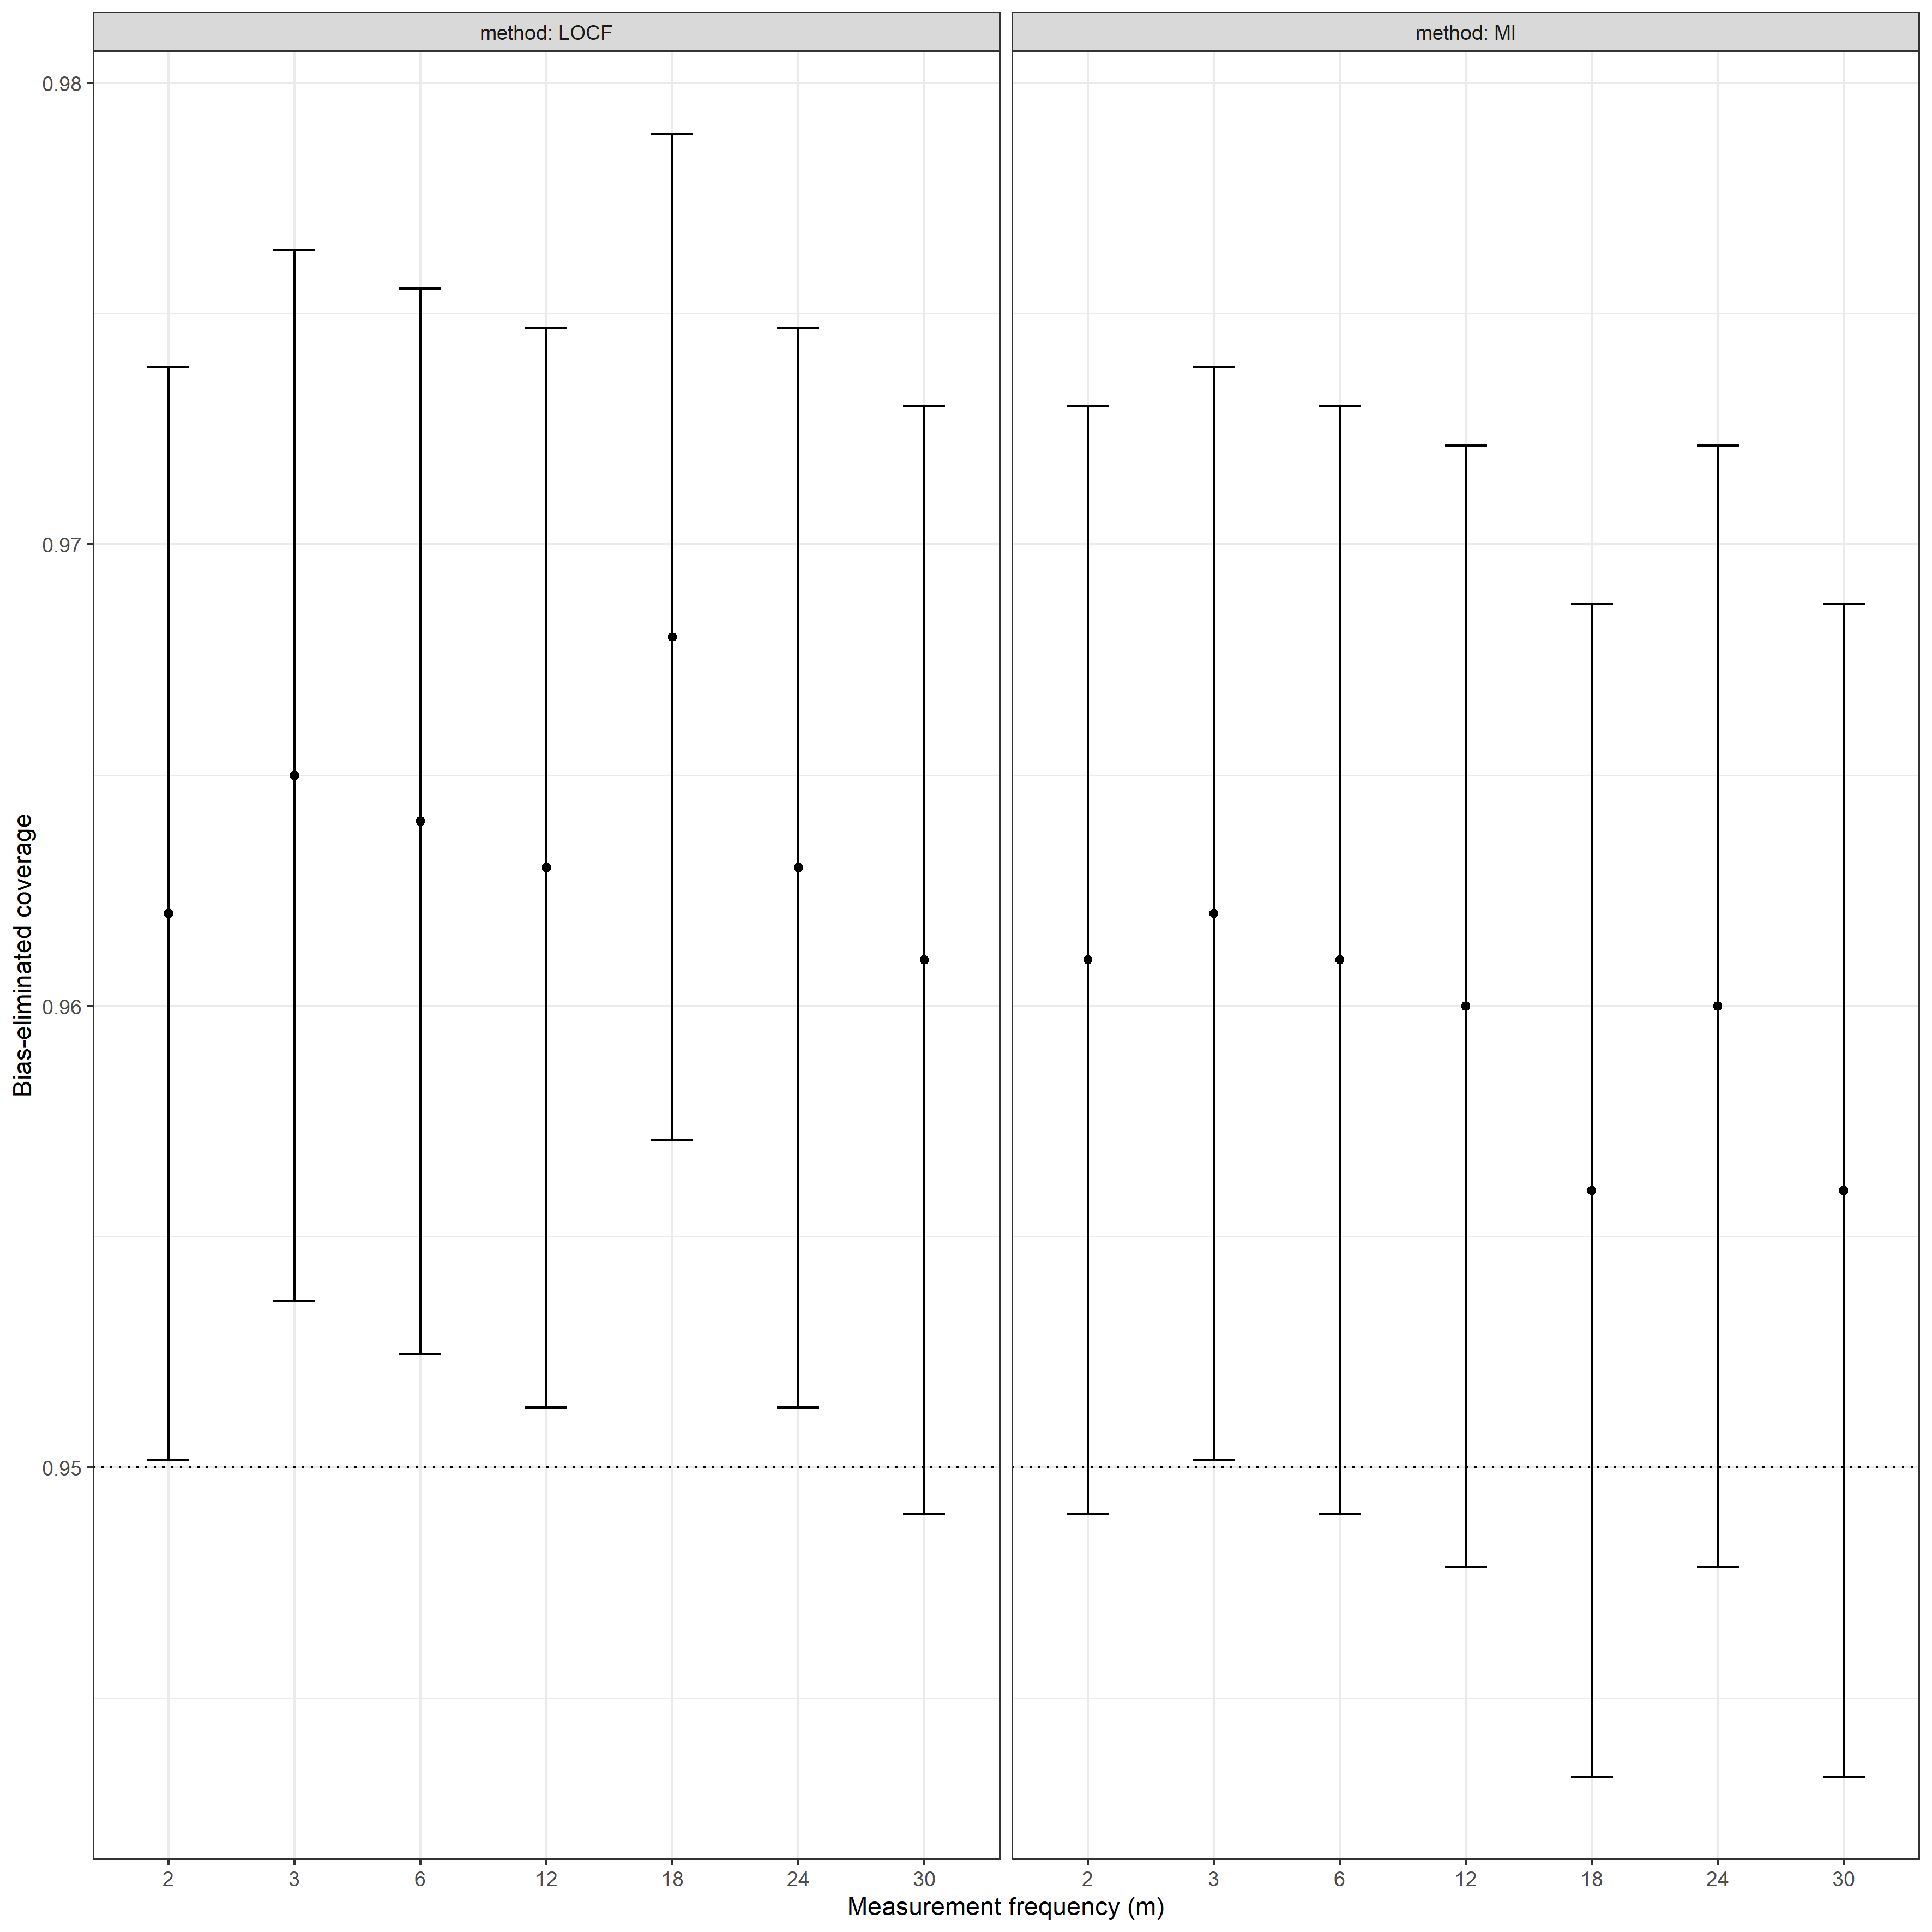 method: LOCF
method: MI
0.98
0.97
0.96
0.95
Bias-eliminated coverage
2 3 6 12 18 24 30
2 3 6 12 18 24 30
Measurement frequency (m)